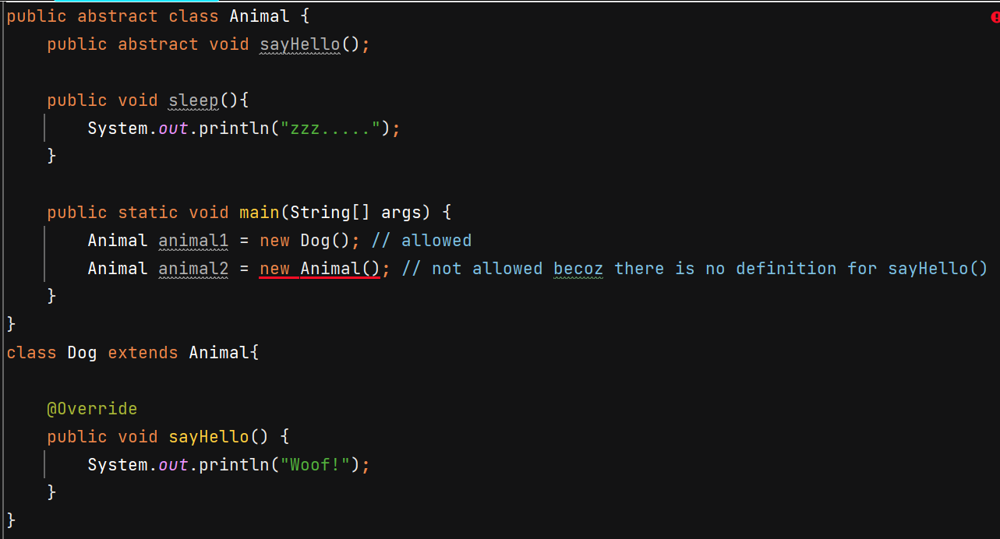 public abstract class Animal {
    public abstract void sayHello();

    public void sleep(){
        System.out.println("zzz.....");
    }

    public static void main(String[] args) {
        Animal animal1 = new Dog(); // allowed
        Animal animal2 = new Animal(); // not allowed becoz there is no definition for sayHello()
    }
}
class Dog extends Animal{

    @Override
    public void sayHello() {
        System.out.println("Woof!");
    }
}